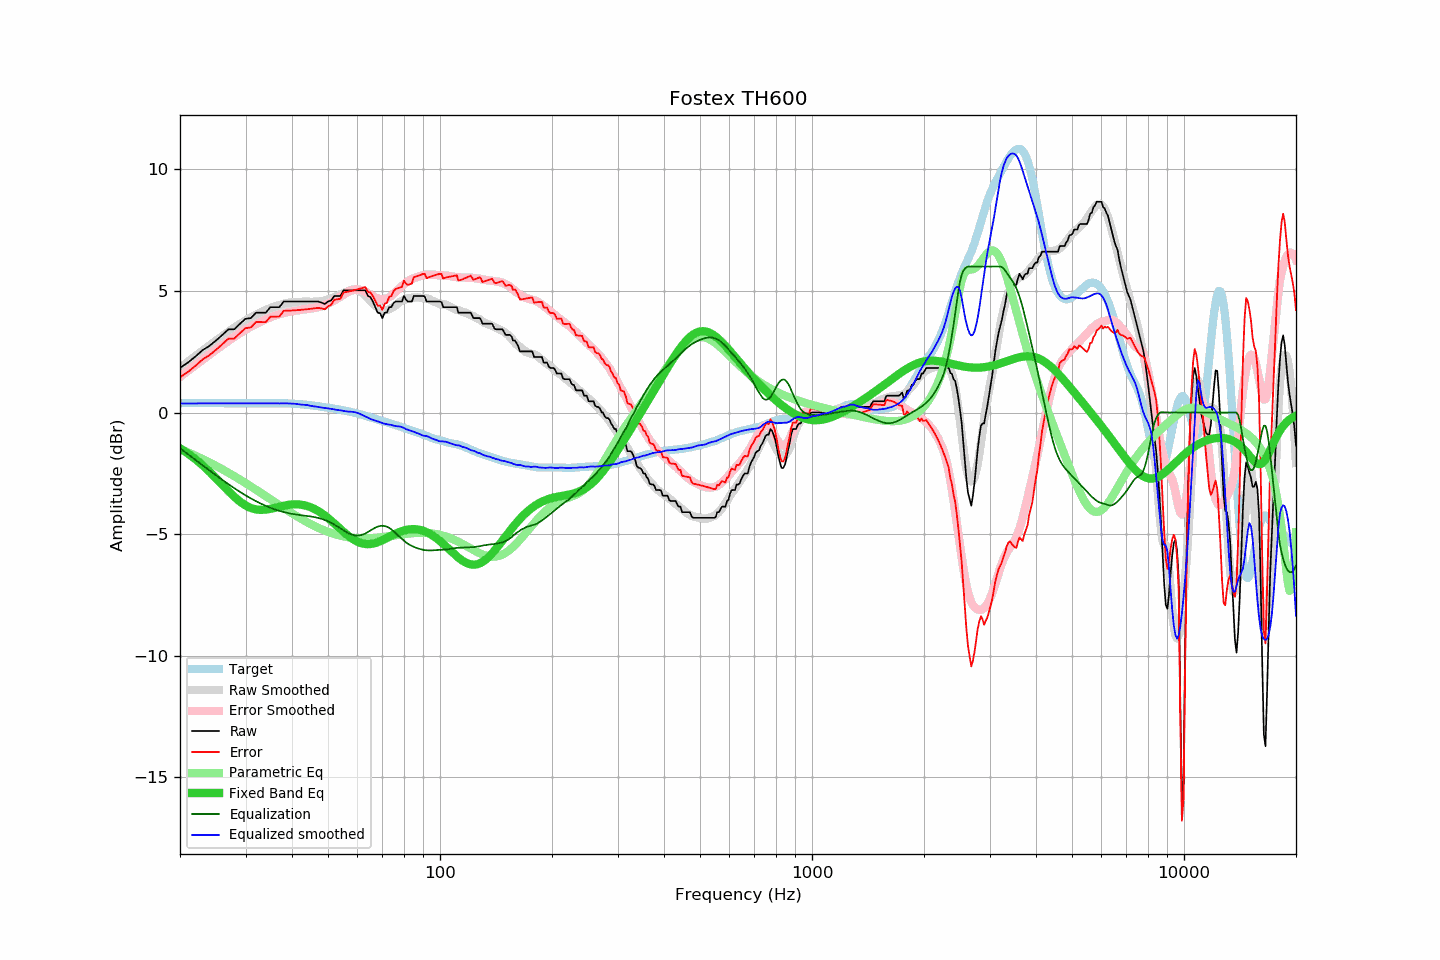 Fostex TH600
Amplitude (dBr)
10
5
0
−5
−10
−15
Target
Raw Smoothed
Error Smoothed
Raw
Error
Parametric Eq
Fixed Band Eq
Equalization
Equalized smoothed
100
1000
10000
Frequency (Hz)